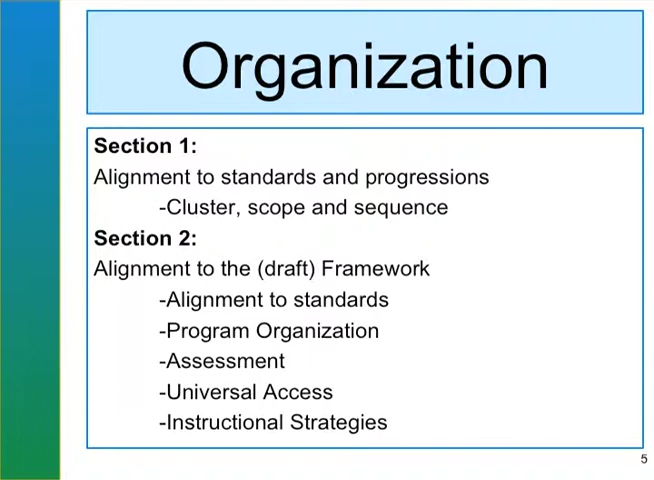 Organization
Section 1:
Alignment to standards and progressions
-Cluster, scope and sequence
Section 2:
Alignment to the (draft) Framework
-Alignment to standards
-Program Organization
-Assessment
-Universal Access
-Instructional Strategies
5